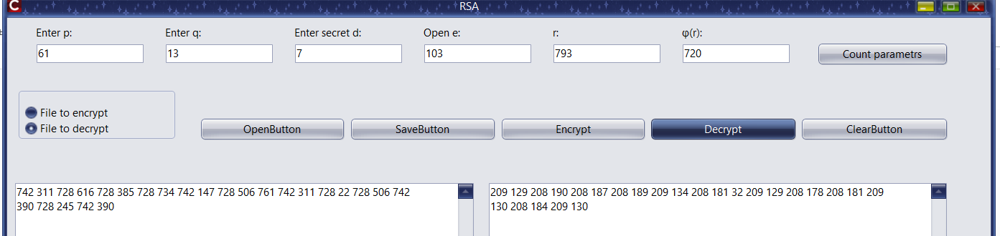 C RSA
Enter p: Enter q: Enter secret d: Open e: r: φ(r):
61 13 7 103 793 720 Count parametrs
File to encrypt
File to decrypt
OpenButton SaveButton Encrypt Decrypt ClearButton
742 311 728 616 728 385 728 734 742 147 728 506 761 742 311 728 22 728 506 742
390 728 245 742 390
209 129 208 190 208 187 208 189 209 134 208 181 32 209 129 208 178 208 181 209
130 208 184 209 130